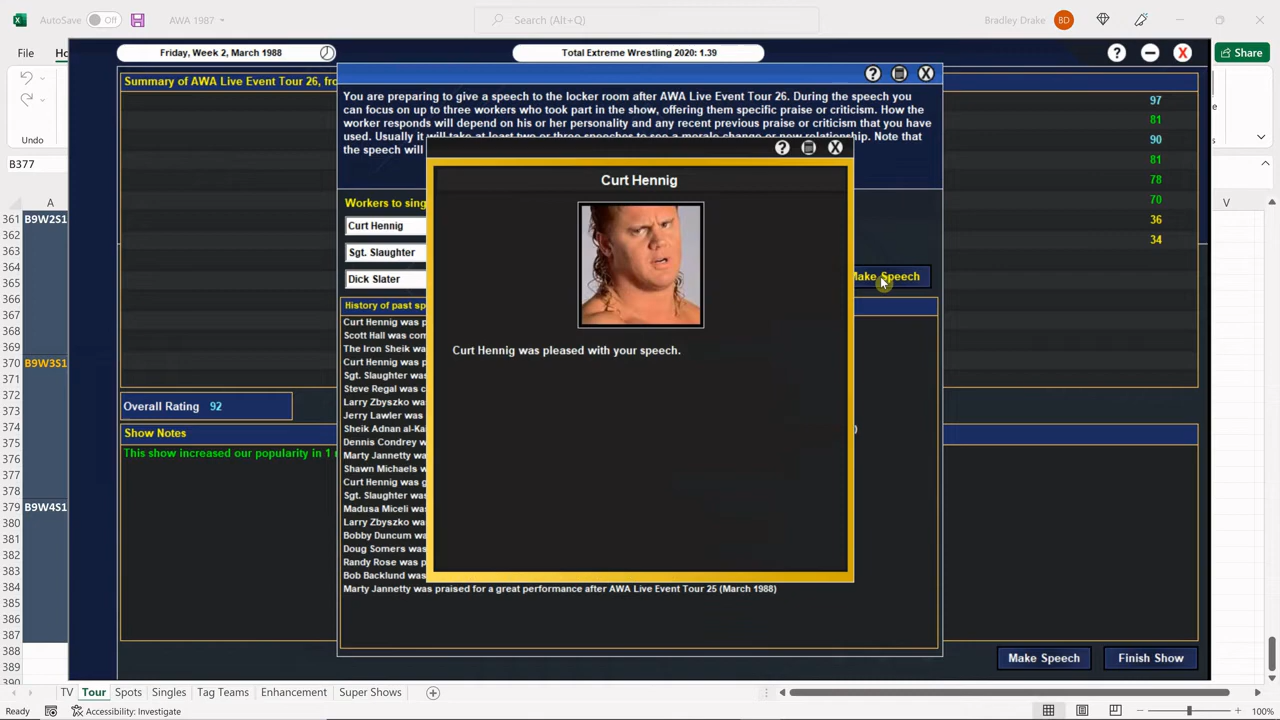 AutoSave
Off
AWA 1987
Search (Alt+Q)
Bradley Drake
BD
File
Share
Undo
B377
Friday, Week 2, March 1988
Total Extreme Wrestling 2020: 1.39
?
X
Summary of AWA Live Event Tour 26, fr
You are preparing to give a speech to the locker room after AWA Live Event Tour 26. During the speech you
can focus on up to three workers who took part in the show, offering them specific praise or criticism. How the
worker responds will depend on his or her personality and any recent previous praise or criticism that you have
used. Usually it will take at least two or three speeches to see a morale change or new relationship. Note that
the speech will
Curt Hennig
Curt Hennig was pleased with your speech.
Workers to sing
Curt Hennig
Sgt. Slaughter
Dick Slater
Make Speech
History of past sp
Curt Hennig was p
Scott Hall was com
The Iron Sheik wa
Curt Hennig was p
Sgt. Slaughter was
Steve Regal was c
Larry Zbyszko was
Jerry Lawler was
Sheik Adnan al-Ka
Dennis Condrey w
Marty Jannetty wa
Shawn Michaels w
Curt Hennig was g
Sgt. Slaughter was
Madusa Miceli was
Larry Zbyszko was
Bobby Duncum was
Doug Somers was
Randy Rose was p
Bob Backlund was
Marty Jannetty was praised for a great performance after AWA Live Event Tour 25 (March 1988)
97
81
90
81
78
70
36
34
Overall Rating 92
Show Notes
This show increased our popularity in 1
Make Speech
Finish Show
A
V
361 B9W2S1
362
363
364
365
366
367
368
369
370 B9W3S1
371
372
373
374
375
376
377
378
379 B9W4S1
380
381
382
383
384
385
386
387
388
389
TV
Tour
Spots
Singles
Tag Teams
Enhancement
Super Shows
Ready
Accessibility: Investigate
100%